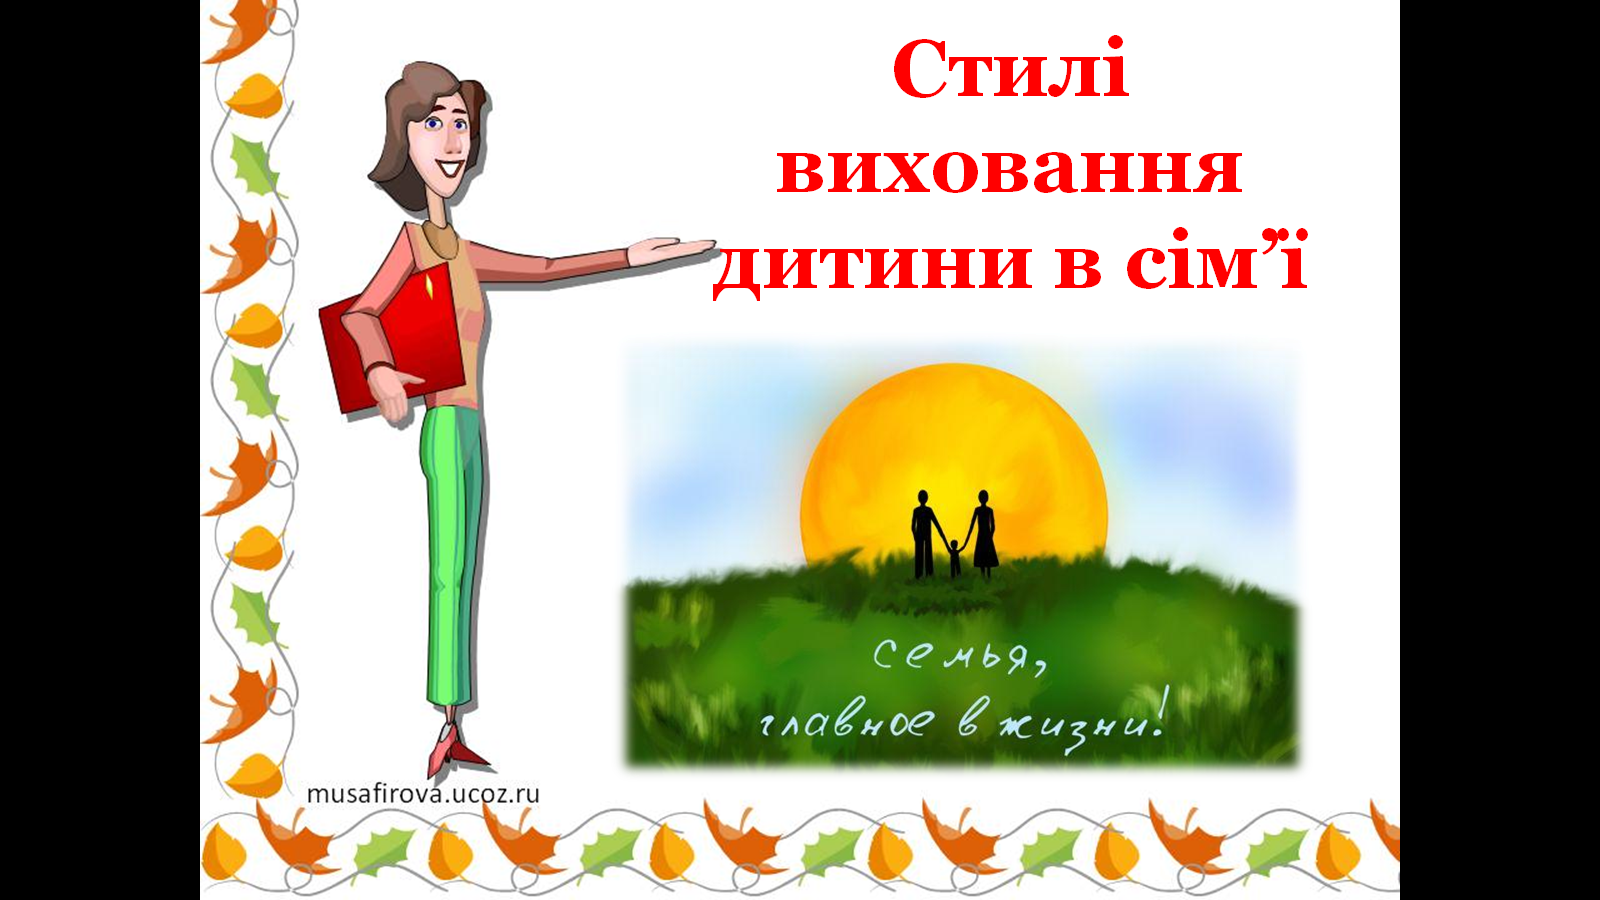 Стилі
виховання
дитини в сім’ї
семья,
главное в жизни!
musafirova.ucoz.ru